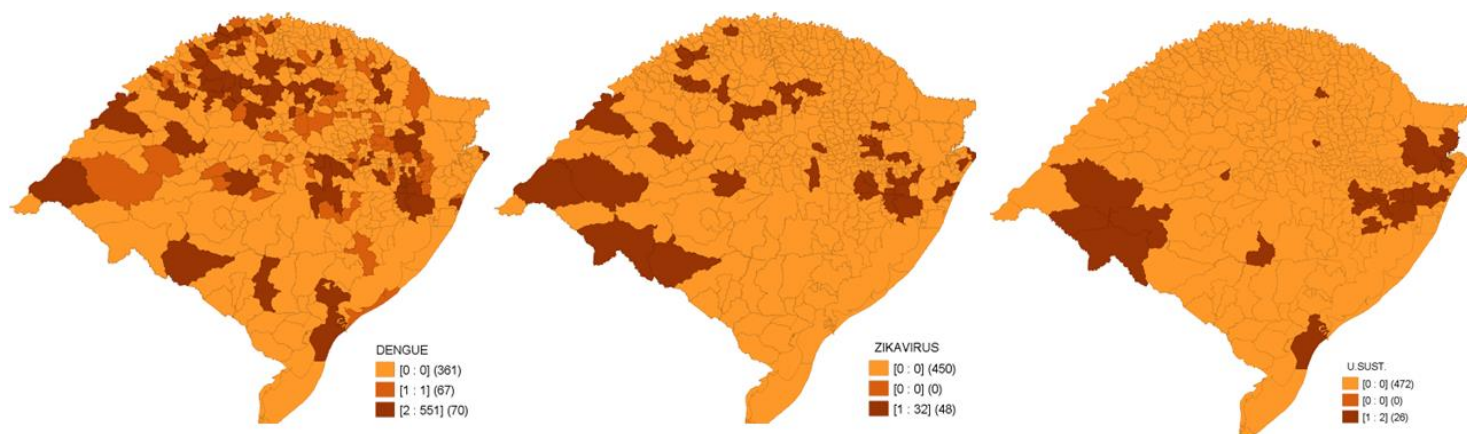 DENGUE
[0 : 0] (361)
[1 : 1] (67)
[2 : 551] (70)
ZIKAVIRUS
[0 : 0] (450)
[0 : 0] (0)
[1 : 32] (48)
U.SUST.
[0 : 0] (472)
[0 : 0] (0)
[1 : 2] (26)